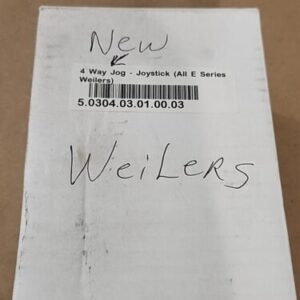 New
4 Way Jog - Joystick (All E Series
Weilers)
5.0304.03.01.00.03
WeiLeRS